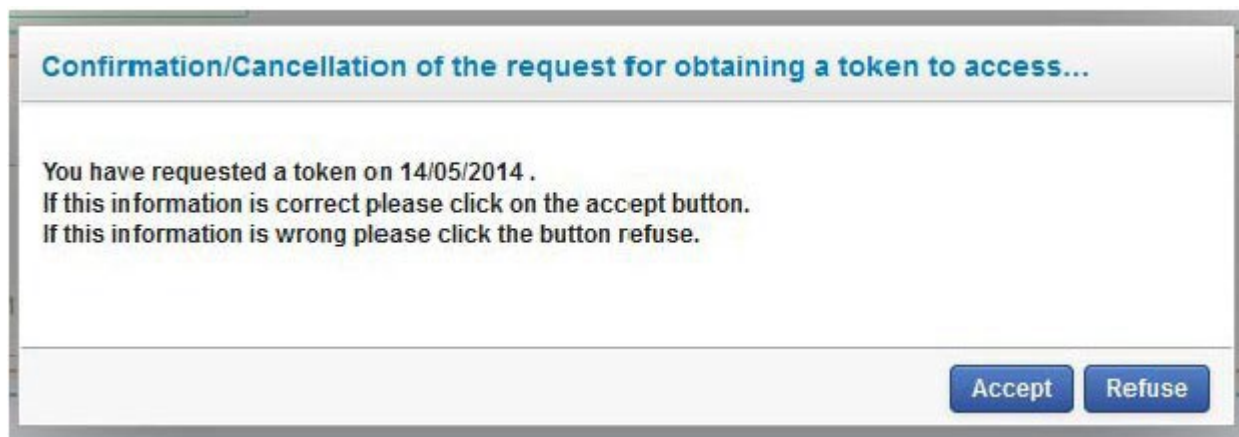 Confirmation/Cancellation of the request for obtaining a token to access...
You have requested a token on 14/05/2014 .
If this information is correct please click on the accept button.
If this information is wrong please click the button refuse.
Accept Refuse